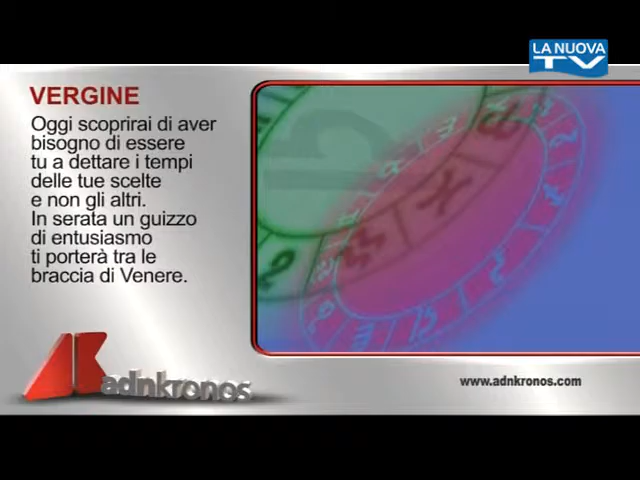 LA NUOVA
TV
VERGINE
Oggi scoprirai di aver
bisogno di essere
tu a dettare i tempi
delle tue scelte
e non gli altri.
In serata un guizzo
di entusiasmo
ti porterà tra le
braccia di Venere.
adnkronos
www.adnkronos.com